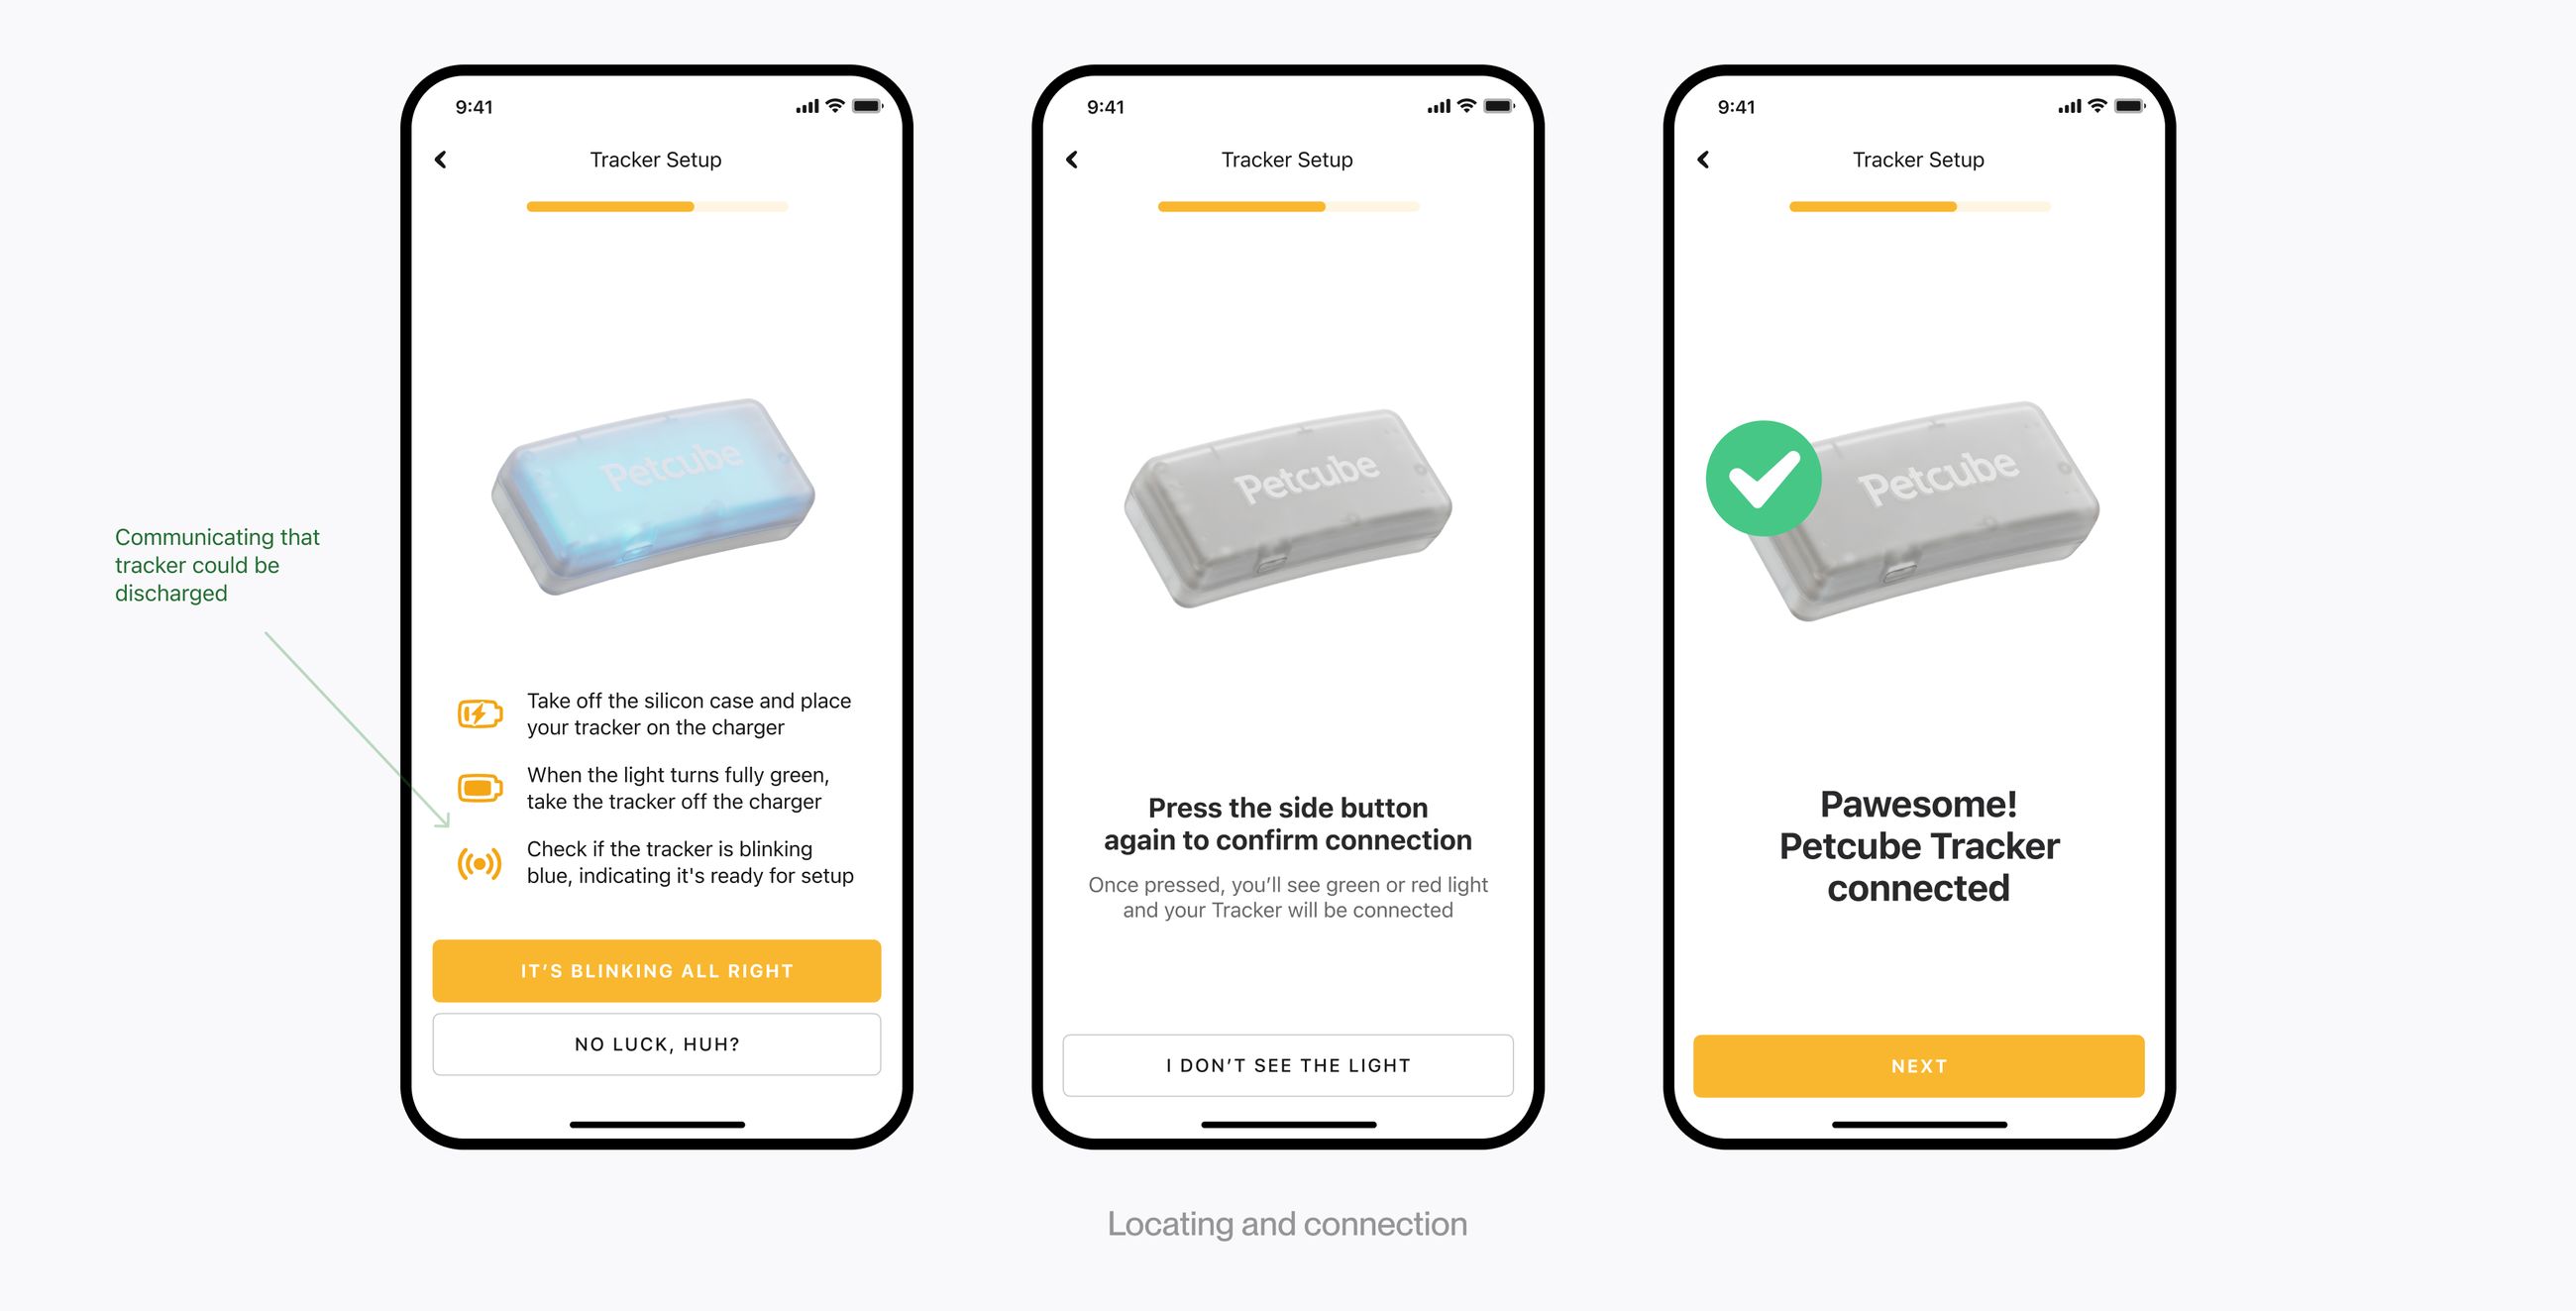 Communicating that
tracker could be
discharged
9:41
Tracker Setup
Petcube
Take off the silicon case and place
your tracker on the charger
When the light turns fully green,
take the tracker off the charger
Check if the tracker is blinking
blue, indicating it's ready for setup
IT’S BLINKING ALL RIGHT
NO LUCK, HUH?
9:41
Tracker Setup
Petcube
Press the side button
again to confirm connection
Once pressed, you’ll see green or red light
and your Tracker will be connected
I DON’T SEE THE LIGHT
9:41
Tracker Setup
Petcube
Pawesome!
Petcube Tracker
connected
NEXT
Locating and connection